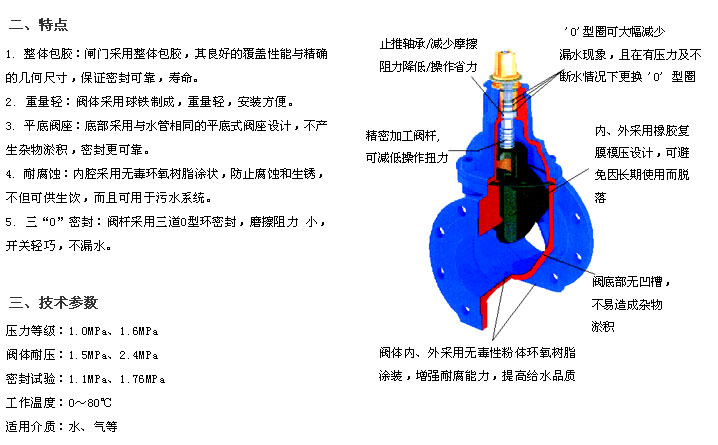 二、特点
1. 整体包胶：闸门采用整体包胶，其良好的覆盖性能与精确
的几何尺寸，保证密封可靠，寿命。
2. 重量轻：阀体采用球铁制成，重量轻，安装方便。
3. 平底阀座：底部采用与水管相同的平底式阀座设计，不产
生杂物淤积，密封更可靠。
4. 耐腐蚀：内腔采用无毒环氧树脂涂状，防止腐蚀和生锈，
不但可供生饮，而且可用于污水系统。
5. 三“O”密封：阀杆采用三道O型环密封，磨擦阻力 小，
开关轻巧，不漏水。
三、技术参数
压力等级：1.0MPa、1.6MPa
阀体耐压：1.5MPa、2.4MPa
密封试验：1.1MPa、1.76MPa
工作温度：0～80℃
适用介质：水、气等
止推轴承/减少摩擦
阻力降低/操作省力
'O'型圈可大幅减少
漏水现象，且在有压力及不
断水情况下更换'O' 型圈
精密加工阀杆，
可减低操作扭力
内、外采用橡胶复
膜模压设计，可避
免因长期使用而脱
落
阀底部无凹槽，
不易造成杂物
淤积
阀体内、外采用无毒性粉体环氧树脂
涂装，增强耐腐能力，提高给水品质